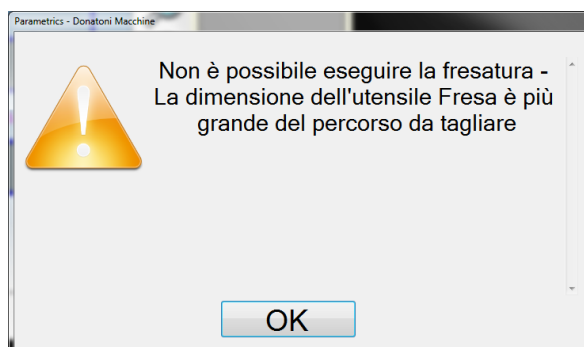 Parametrics - Donatoni Macchine
Non è possibile eseguire la fresatura -
La dimensione dell'utensile Fresa è più
grande del percorso da tagliare
OK